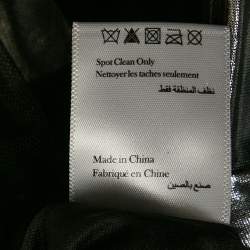 Spot Clean Only
Nettoyer les taches seulement
نظف المنطقة فقط
Made in China
Fabriqué en Chine
صنع بالصين